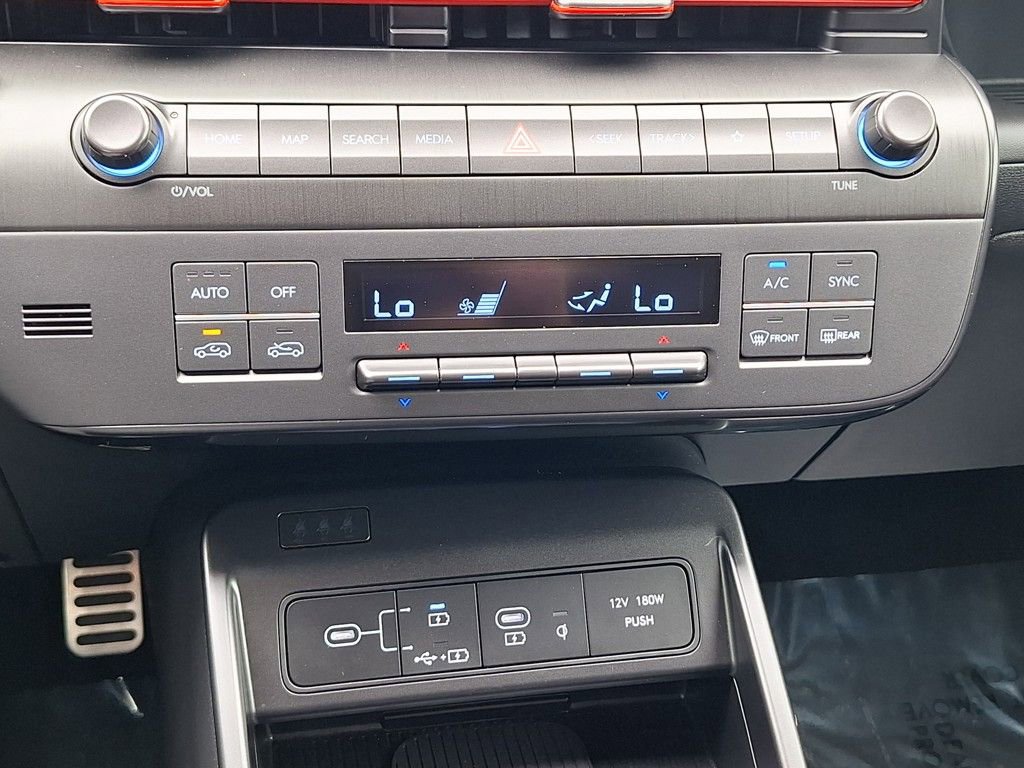 HOME MAP SEARCH MEDIA <SEEK TRACK> SETUP
/VOL TUNE
AUTO OFF
Lo Lo
A/C SYNC
FRONT REAR
12V 180W
PUSH